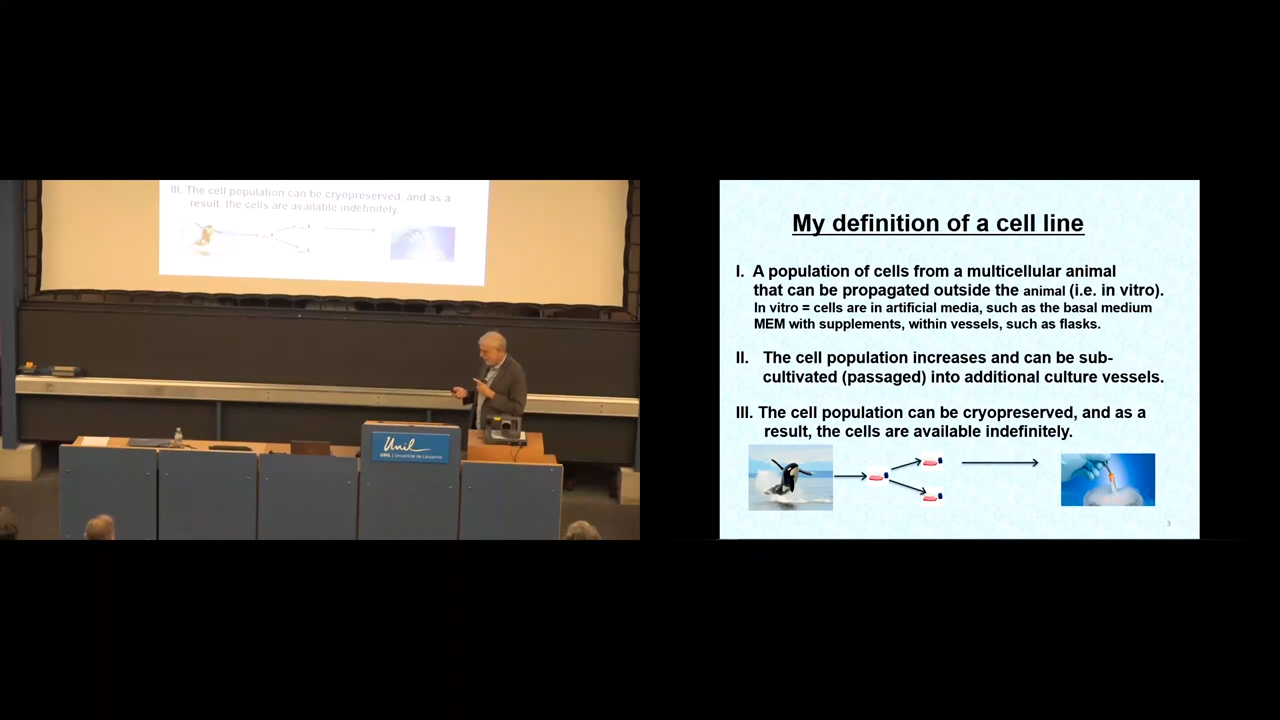 III. The cell population can be cryopreserved, and as a
result, the cells are available indefinitely.
Unil
UNIL | Université de Lausanne
My definition of a cell line
I. A population of cells from a multicellular animal
that can be propagated outside the animal (i.e. in vitro).
In vitro = cells are in artificial media, such as the basal medium
MEM with supplements, within vessels, such as flasks.
II. The cell population increases and can be sub-
cultivated (passaged) into additional culture vessels.
III. The cell population can be cryopreserved, and as a
result, the cells are available indefinitely.
3